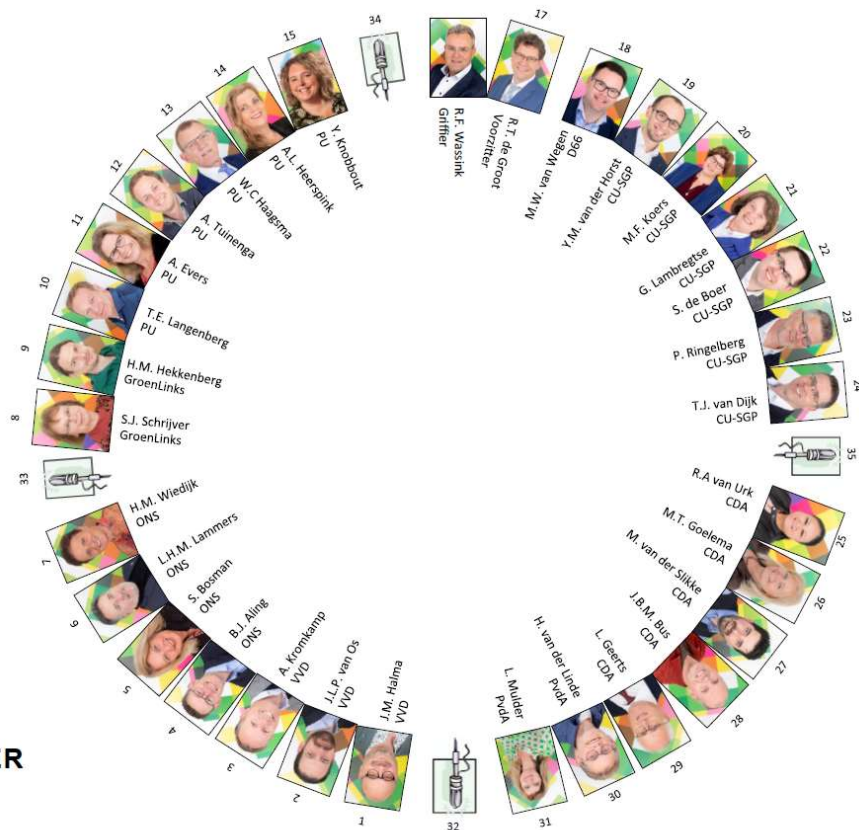 34
R.F. Wassink
Griffier
17
R.T. de Groot
Voorzitter
18
M.W. van Wegen
D66
19
Y.M. van der Horst
CU-SGP
20
M.F. Koers
CU-SGP
21
G. Lambregtse
CU-SGP
22
S. de Boer
CU-SGP
23
P. Ringelberg
CU-SGP
24
T.J. van Dijk
CU-SGP
35
R.A van Urk
CDA
25
M.T. Goelema
CDA
26
M. van der Slikke
CDA
27
J.B.M. Bus
CDA
28
L. Geerts
CDA
29
H. van der Linde
PvdA
30
L. Mulder
PvdA
31
32
J.M. Halma
VVD
1
J.L.P. van Os
VVD
2
A. Kromkamp
VVD
3
B.J. Aling
ONS
4
S. Bosman
ONS
5
L.H.M. Lammers
ONS
6
H.M. Wiedijk
ONS
7
33
S.J. Schrijver
GroenLinks
8
H.M. Hekkenberg
GroenLinks
9
T.E. Langenberg
PU
10
A. Evers
PU
11
A. Tuinenga
PU
12
W.C Haagsma
PU
13
A.L. Heerspink
PU
14
Y. Knobbout
PU
15
ER